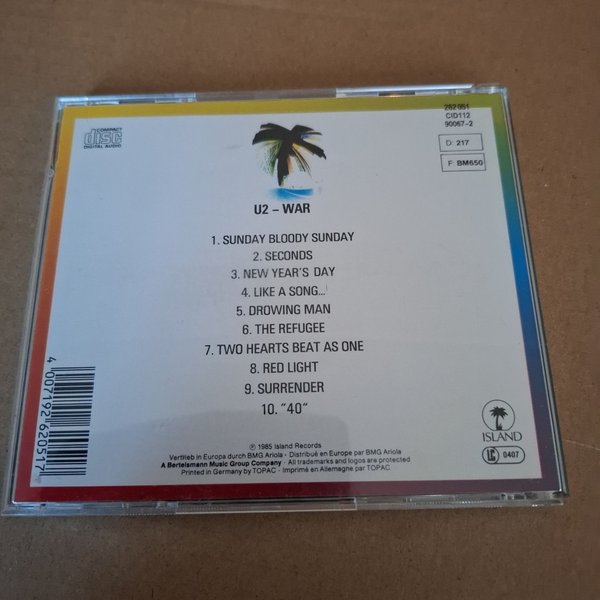 COMPACT
disc
DIGITAL AUDIO
262 051
CID112
90067-2
D: 217
F: BM650
U2 – WAR
1. SUNDAY BLOODY SUNDAY
2. SECONDS
3. NEW YEAR'S DAY
4. LIKE A SONG...
5. DROWING MAN
6. THE REFUGEE
7. TWO HEARTS BEAT AS ONE
8. RED LIGHT
9. SURRENDER
10. "40"
4 007192 620517
ISLAND
LC 0407
℗ 1985 Island Records
Vertrieb in Europa durch BMG Ariola · Distribué en Europe par BMG Ariola
A Bertelsmann Music Group Company · All trademarks and logos are protected
Printed in Germany by TOPAC · Imprimé en Allemagne par TOPAC